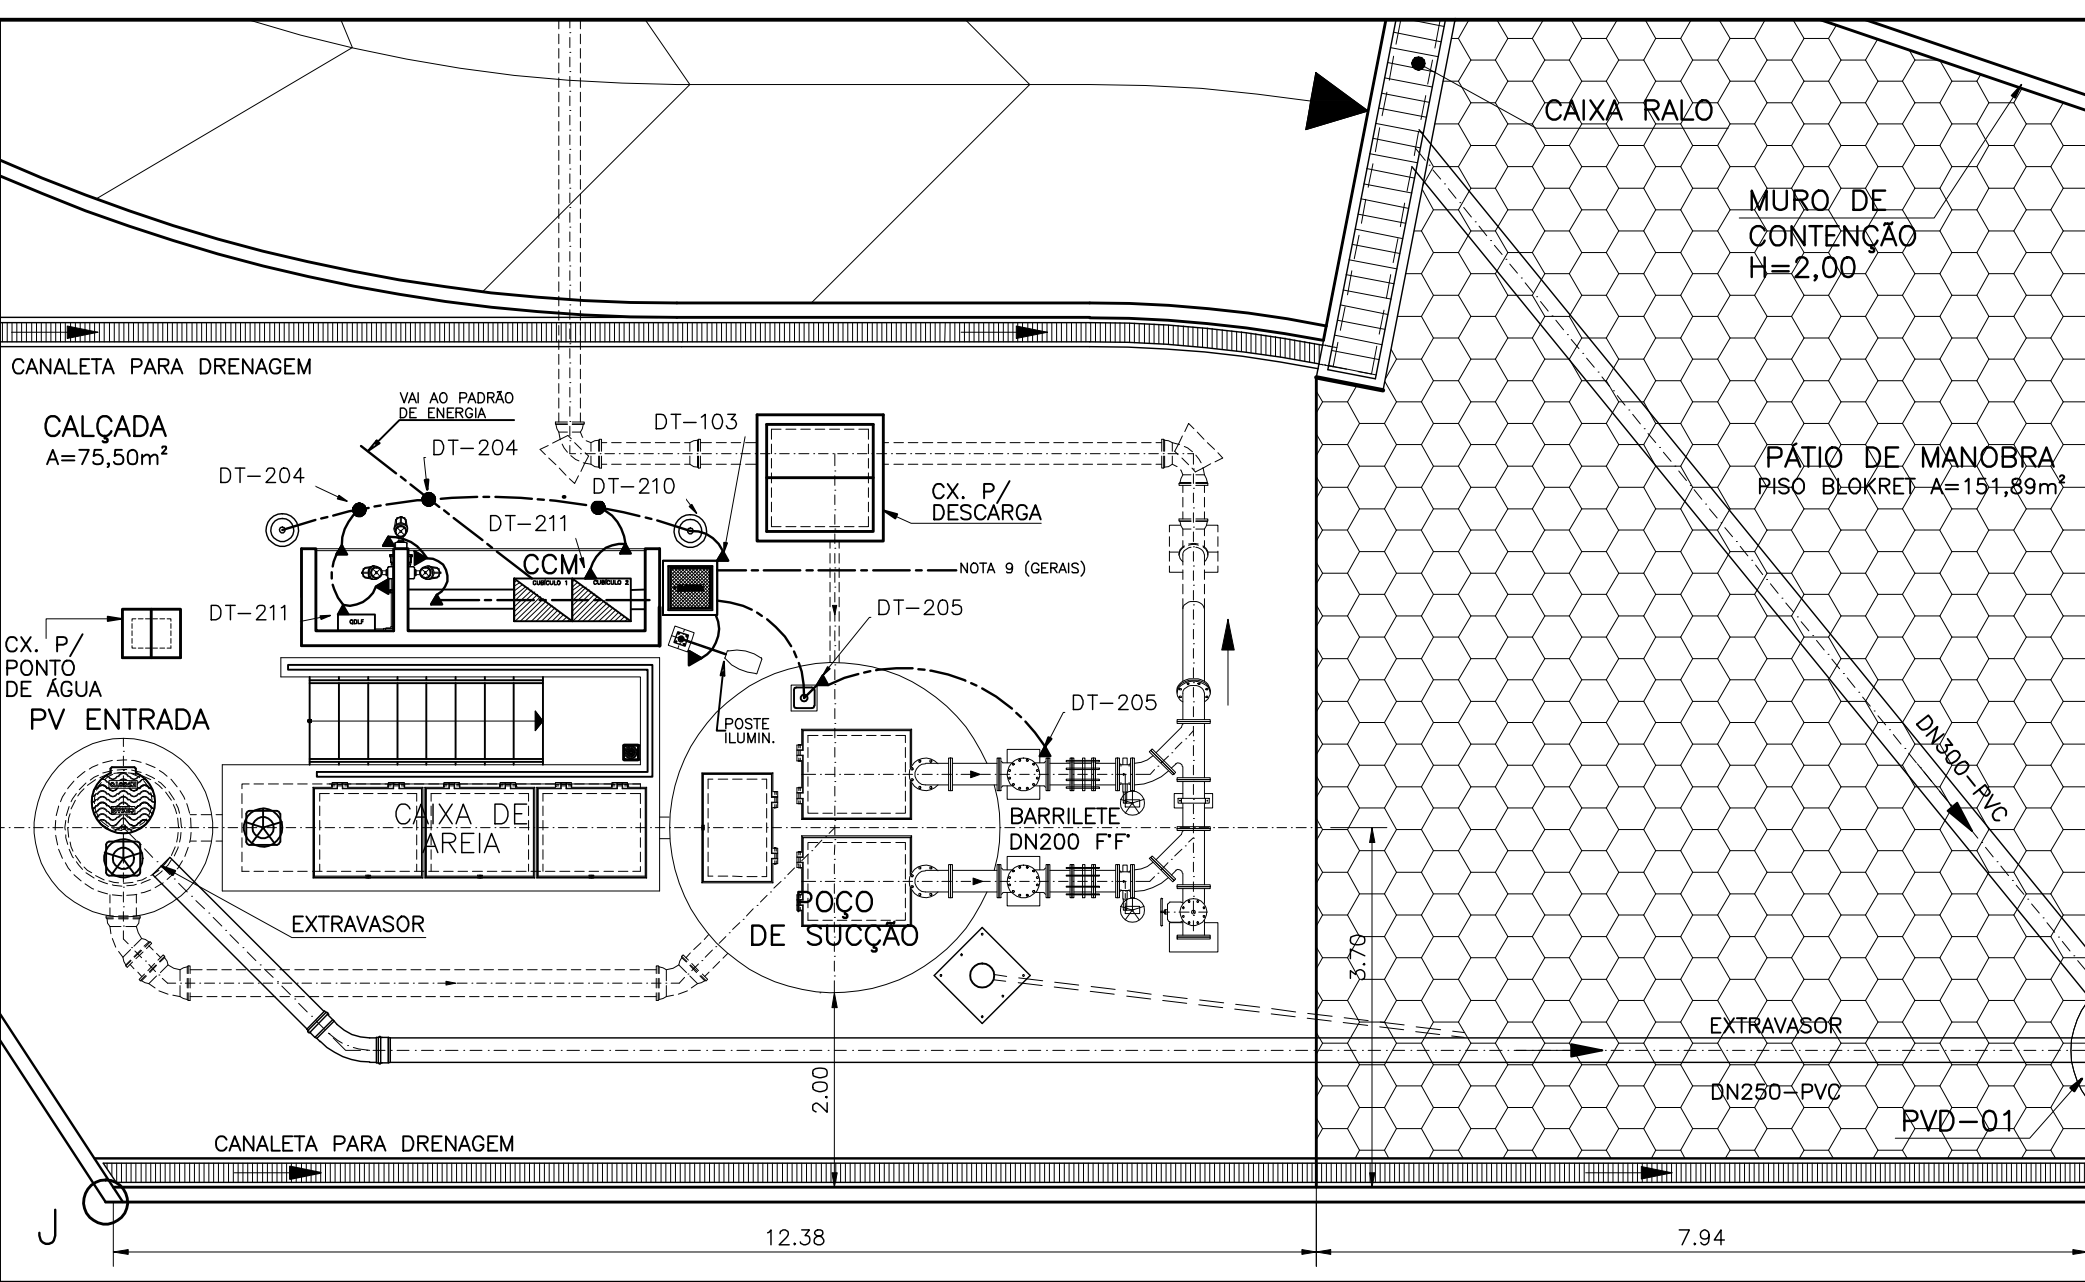 CAIXA RALO
MURO DE
CONTENÇÃO
H=2,00
CANALETA PARA DRENAGEM
VAI AO PADRÃO
DE ENERGIA
CALÇADA
A=75,50m²
DT-204
DT-204
DT-103
DT-210
DT-211
CX. P/
DESCARGA
PÁTIO DE MANOBRA
PISO BLOKRET A=151,89m²
CCM
CUBÍCULO 1
CUBÍCULO 2
NOTA 9 (GERAIS)
DT-211
QDLF
DT-205
CX. P/
PONTO
DE ÁGUA
PV ENTRADA
POSTE
ILUMIN.
DT-205
DN300-PVC
CAIXA DE
AREIA
BARRILETE
DN200 F°F°
POÇO
DE SUCÇÃO
EXTRAVASOR
3.70
EXTRAVASOR
2.00
DN250-PVC
PVD-01
CANALETA PARA DRENAGEM
J
12.38
7.94